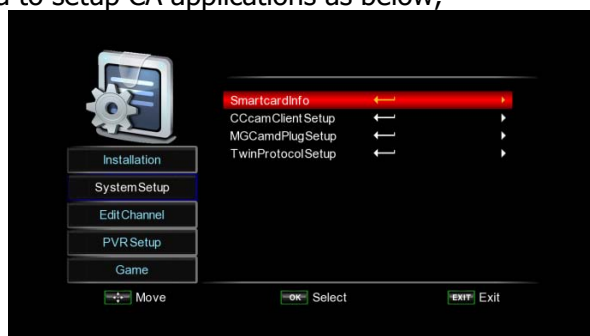 to setup CA applications as below,
SmartcardInfo
CCcamClientSetup
MGCamdPlugSetup
TwinProtocolSetup
Installation
SystemSetup
EditChannel
PVRSetup
Game
Move OK Select EXIT Exit